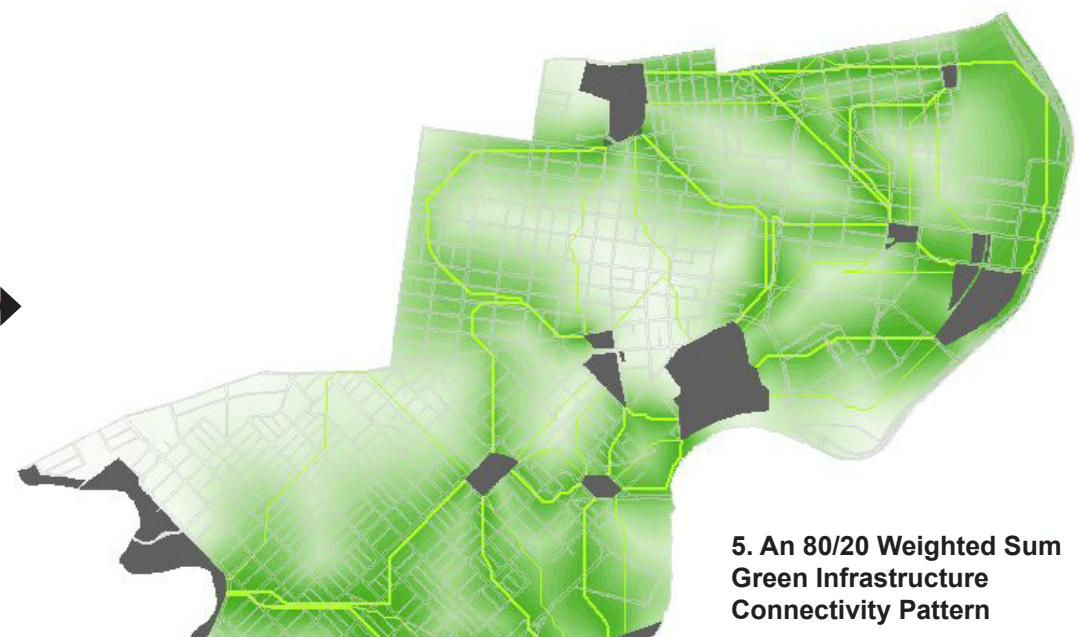 5. An 80/20 Weighted Sum
Green Infrastructure
Connectivity Pattern